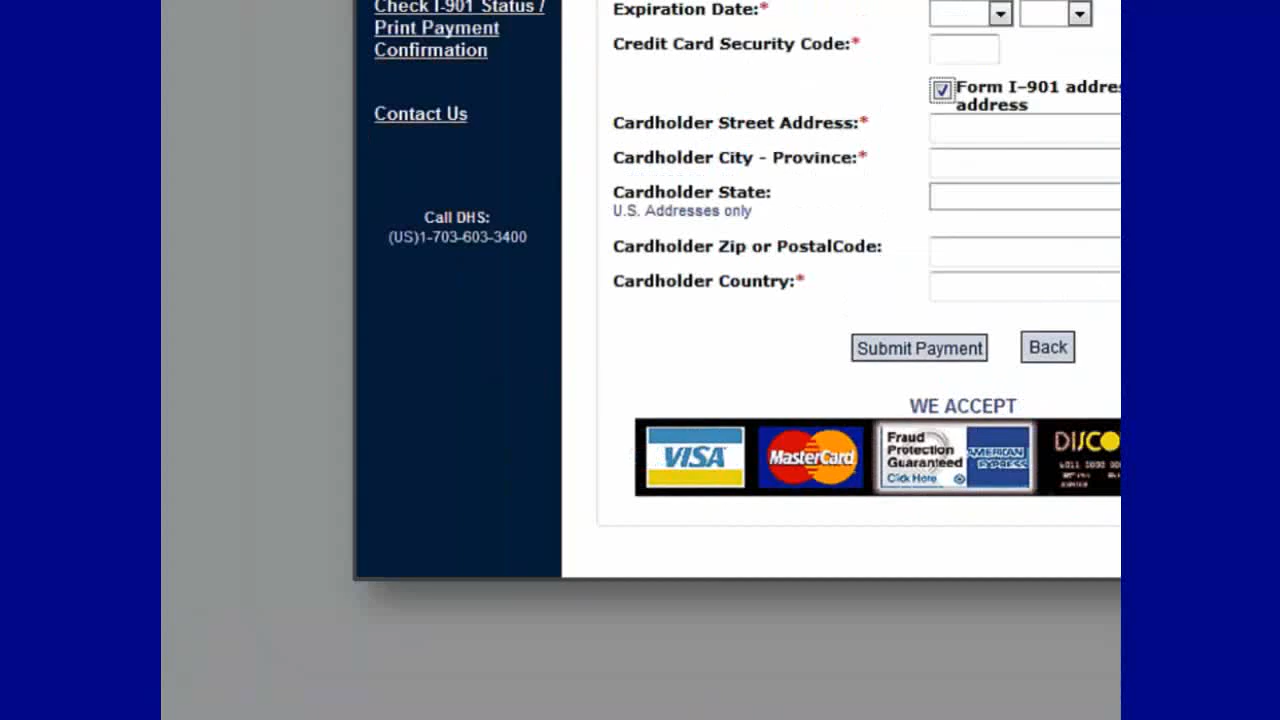 Check I-901 Status /
Print Payment
Confirmation
Contact Us
Call DHS:
(US)1-703-603-3400
Expiration Date:*
Credit Card Security Code:*
Form I-901 addres
address
Cardholder Street Address:*
Cardholder City - Province:*
Cardholder State:
U.S. Addresses only
Cardholder Zip or PostalCode:
Cardholder Country:*
Submit Payment
Back
WE ACCEPT
VISA
MasterCard
Fraud
Protection
Guaranteed
Click Here
AMERICAN
EXPRESS
DISCO